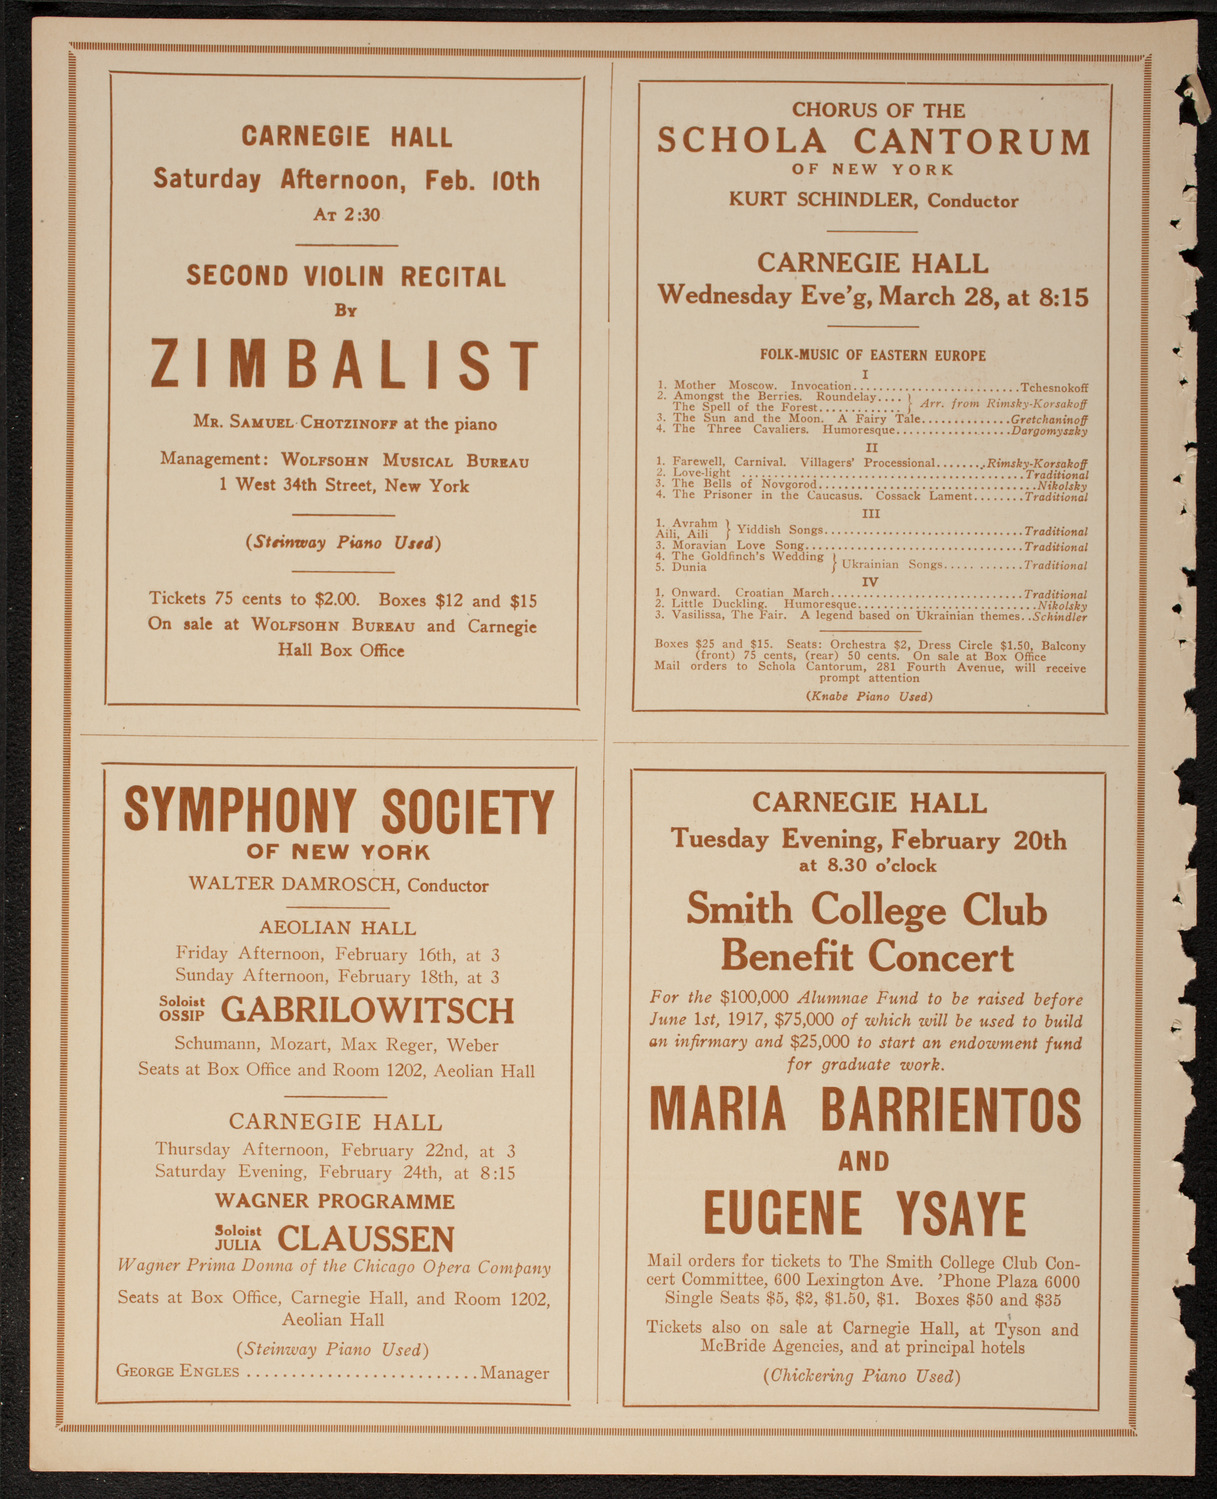 CARNEGIE HALL
Saturday Afternoon, Feb. 10th
AT 2:30
SECOND VIOLIN RECITAL
BY
ZIMBALIST
MR. SAMUEL CHOTZINOFF at the piano
Management: WOLFSOHN MUSICAL BUREAU
1 West 34th Street, New York
(Steinway Piano Used)
Tickets 75 cents to $2.00. Boxes $12 and $15
On sale at WOLFSOHN BUREAU and Carnegie
Hall Box Office
CHORUS OF THE
SCHOLA CANTORUM
OF NEW YORK
KURT SCHINDLER, Conductor
CARNEGIE HALL
Wednesday Eve'g, March 28, at 8:15
FOLK-MUSIC OF EASTERN EUROPE
I
1. Mother Moscow. Invocation..........................Tchesnokoff
2. Amongst the Berries. Roundelay....
The Spell of the Forest............ } Arr. from Rimsky-Korsakoff
3. The Sun and the Moon. A Fairy Tale..............Gretchaninoff
4. The Three Cavaliers. Humoresque..................Dargomyszky
II
1. Farewell, Carnival. Villagers' Processional........Rimsky-Korsakoff
2. Love-light ............................................Traditional
3. The Bells of Novgorod..................................Nikolsky
4. The Prisoner in the Caucasus. Cossack Lament........Traditional
III
1. Avrahm
Aili, Aili } Yiddish Songs...............................Traditional
3. Moravian Love Song..................................Traditional
4. The Goldfinch's Wedding
5. Dunia } Ukrainian Songs............Traditional
IV
1. Onward. Croatian March..............................Traditional
2. Little Duckling. Humoresque............................Nikolsky
3. Vasilissa, The Fair. A legend based on Ukrainian themes..Schindler
Boxes $25 and $15. Seats: Orchestra $2, Dress Circle $1.50, Balcony
(front) 75 cents, (rear) 50 cents. On sale at Box Office
Mail orders to Schola Cantorum, 281 Fourth Avenue, will receive
prompt attention
(Knabe Piano Used)
SYMPHONY SOCIETY
OF NEW YORK
WALTER DAMROSCH, Conductor
AEOLIAN HALL
Friday Afternoon, February 16th, at 3
Sunday Afternoon, February 18th, at 3
Soloist OSSIP GABRILOWITSCH
Schumann, Mozart, Max Reger, Weber
Seats at Box Office and Room 1202, Aeolian Hall
CARNEGIE HALL
Thursday Afternoon, February 22nd, at 3
Saturday Evening, February 24th, at 8:15
WAGNER PROGRAMME
Soloist JULIA CLAUSSEN
Wagner Prima Donna of the Chicago Opera Company
Seats at Box Office, Carnegie Hall, and Room 1202,
Aeolian Hall
(Steinway Piano Used)
GEORGE ENGLES ..........................Manager
CARNEGIE HALL
Tuesday Evening, February 20th
at 8.30 o'clock
Smith College Club
Benefit Concert
For the $100,000 Alumnae Fund to be raised before
June 1st, 1917, $75,000 of which will be used to build
an infirmary and $25,000 to start an endowment fund
for graduate work.
MARIA BARRIENTOS
AND
EUGENE YSAYE
Mail orders for tickets to The Smith College Club Con-
cert Committee, 600 Lexington Ave. 'Phone Plaza 6000
Single Seats $5, $2, $1.50, $1. Boxes $50 and $35
Tickets also on sale at Carnegie Hall, at Tyson and
McBride Agencies, and at principal hotels
(Chickering Piano Used)